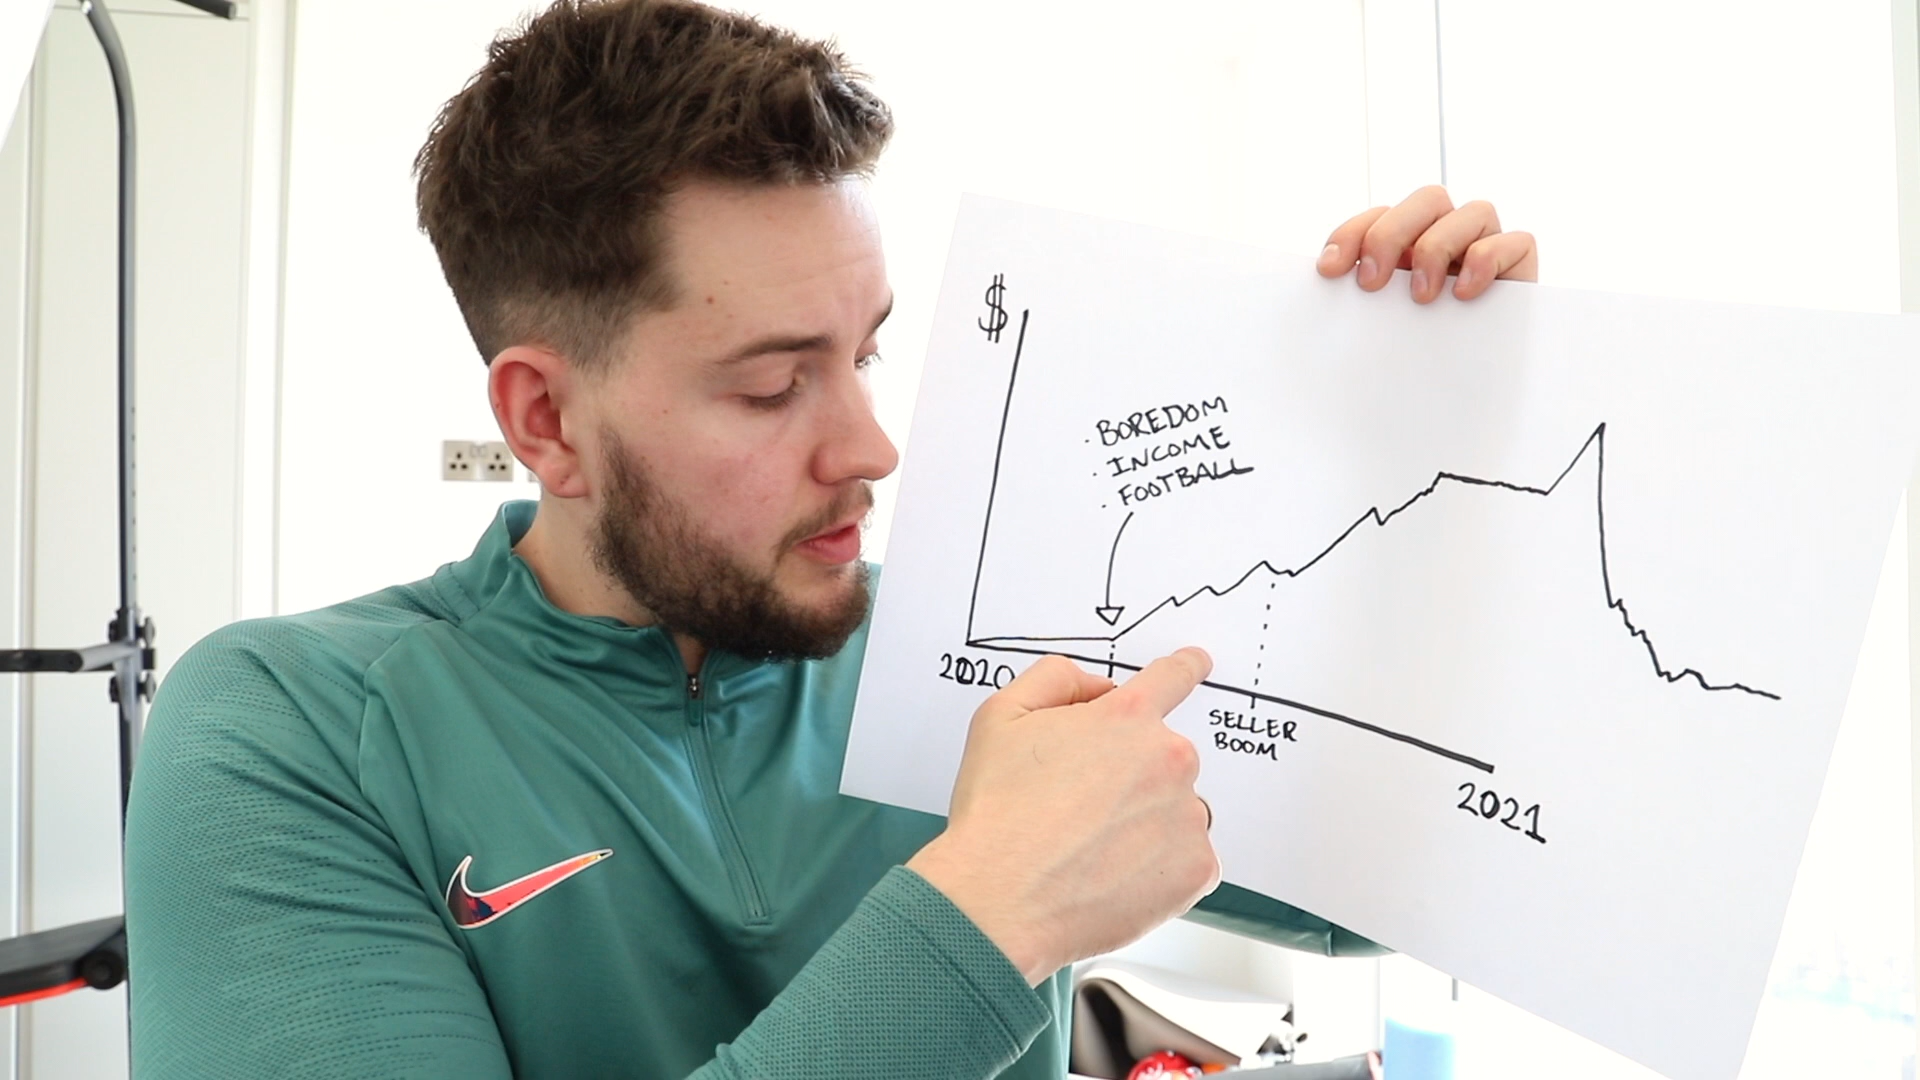 $
· BOREDOM
· INCOME
· FOOTBALL
2020
SELLER
BOOM
2021